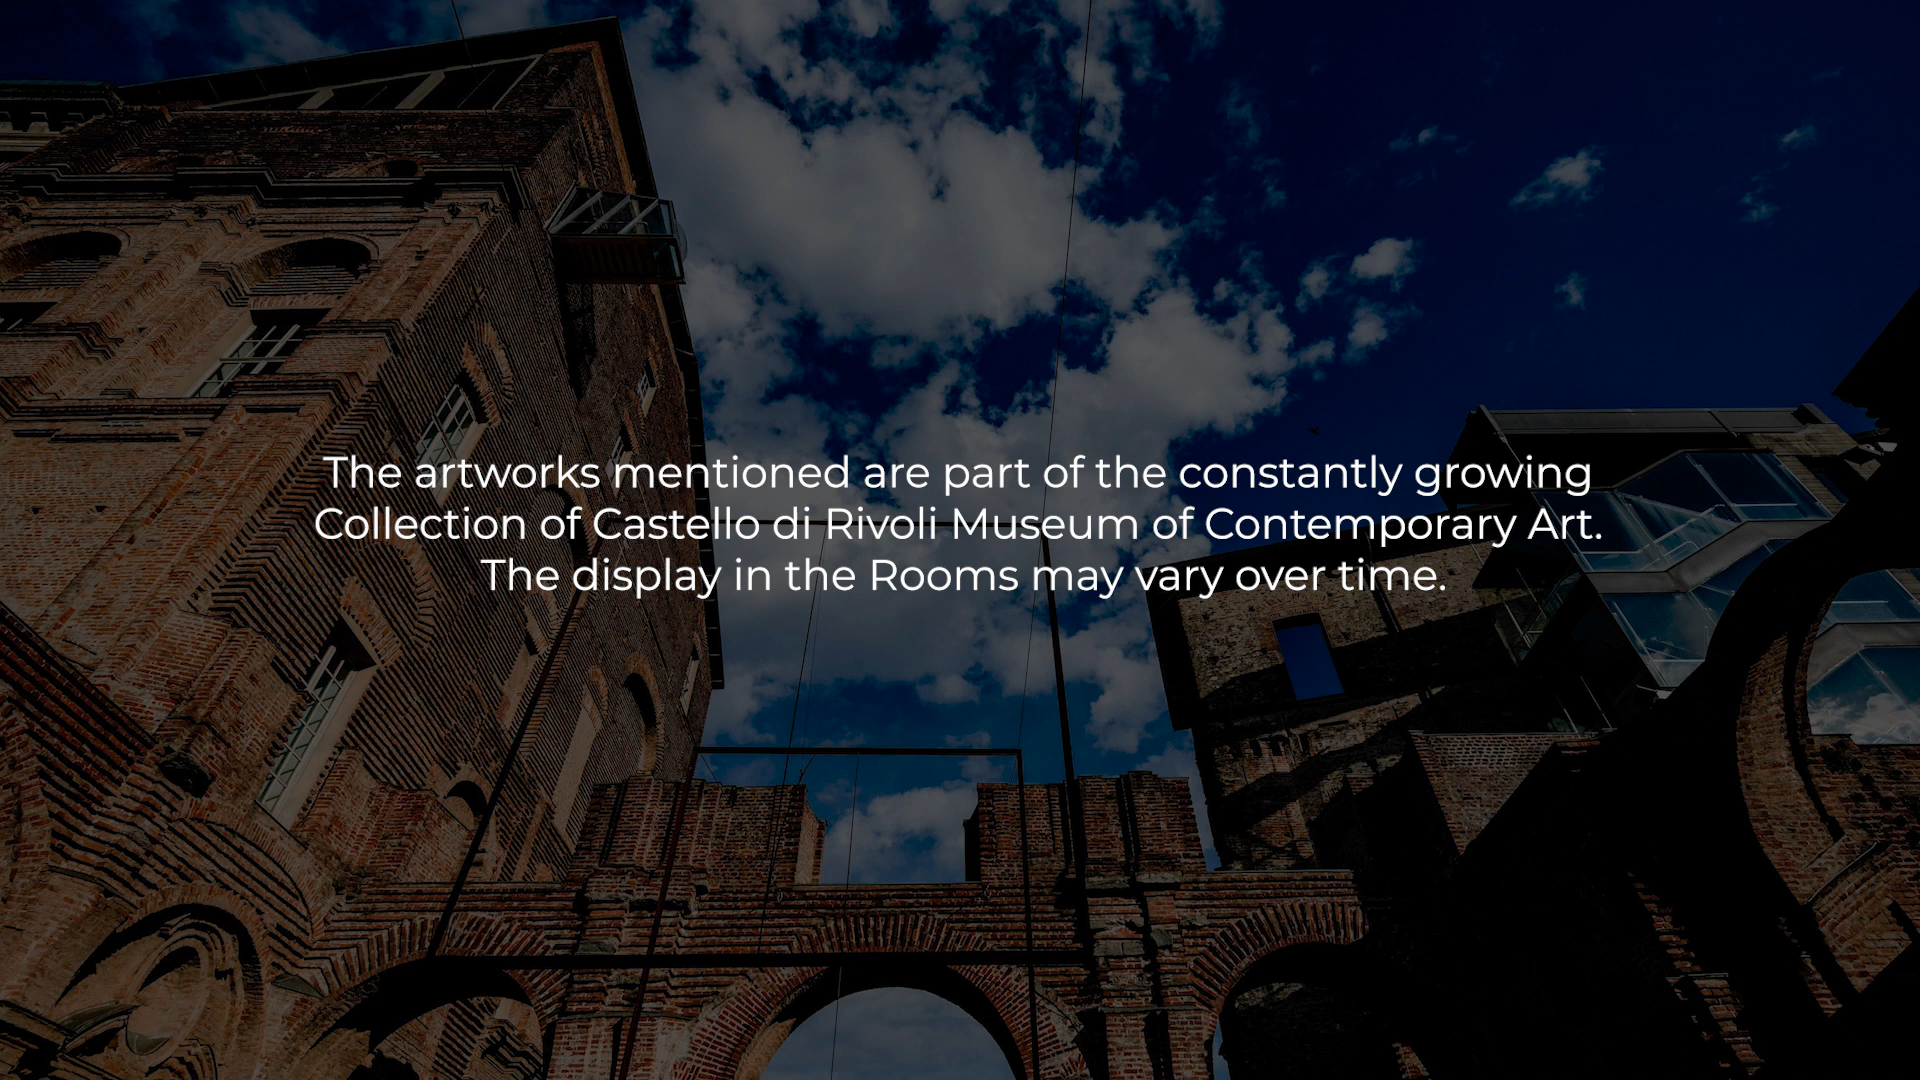 The artworks mentioned are part of the constantly growing
Collection of Castello di Rivoli Museum of Contemporary Art.
The display in the Rooms may vary over time.